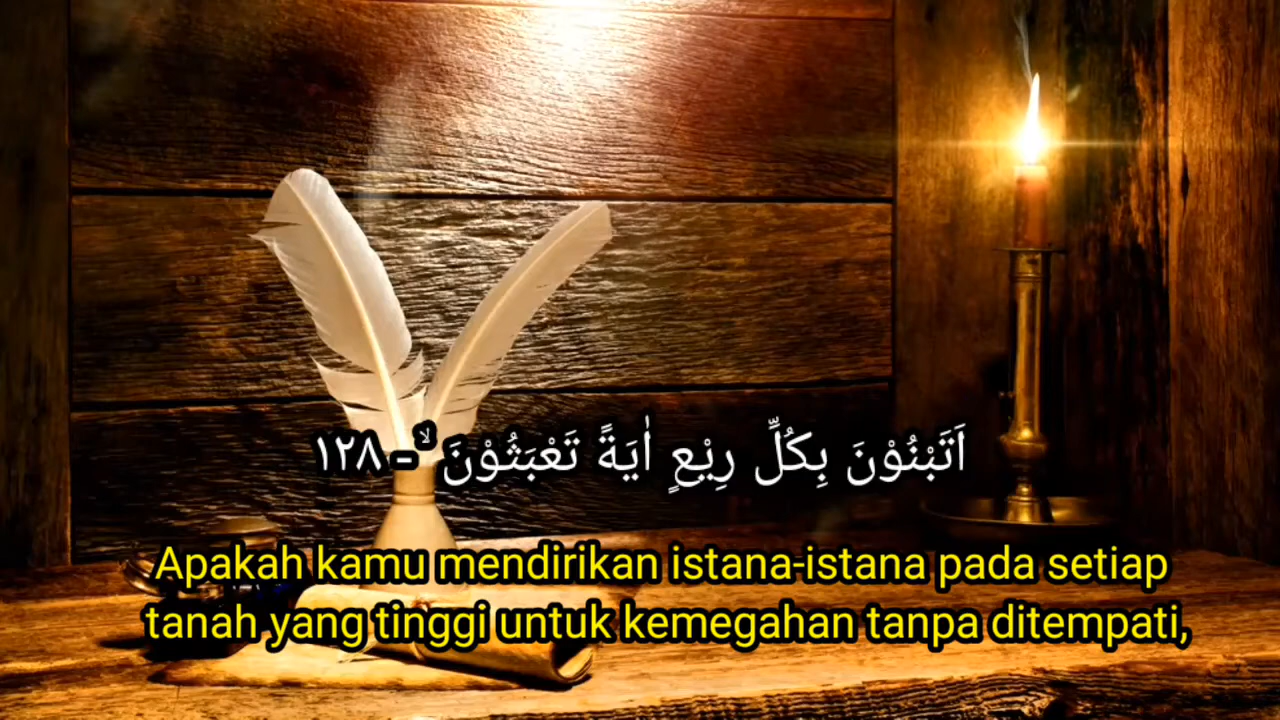 اَتَبْنُوْنَ بِكُلِّ رِيْعٍ اٰيَةً تَعْبَثُوْنَ ۙ - ١٢٨
Apakah kamu mendirikan istana-istana pada setiap
tanah yang tinggi untuk kemegahan tanpa ditempati,